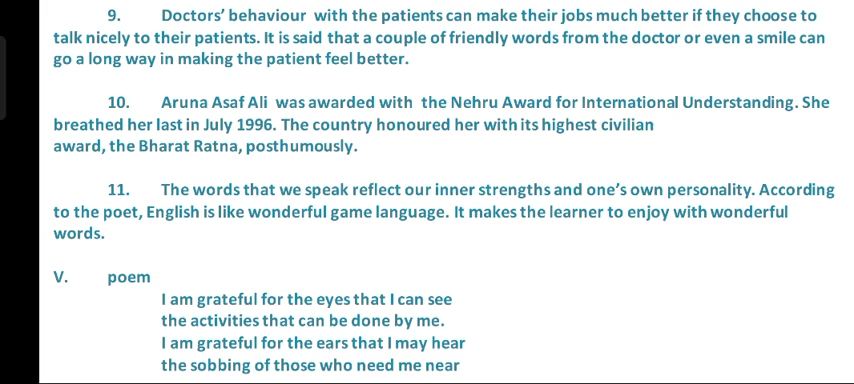 9. Doctors' behaviour with the patients can make their jobs much better if they choose to
talk nicely to their patients. It is said that a couple of friendly words from the doctor or even a smile can
go a long way in making the patient feel better.
10. Aruna Asaf Ali was awarded with the Nehru Award for International Understanding. She
breathed her last in July 1996. The country honoured her with its highest civilian
award, the Bharat Ratna, posthumously.
11. The words that we speak reflect our inner strengths and one's own personality. According
to the poet, English is like wonderful game language. It makes the learner to enjoy with wonderful
words.
V. poem
I am grateful for the eyes that I can see
the activities that can be done by me.
I am grateful for the ears that I may hear
the sobbing of those who need me near